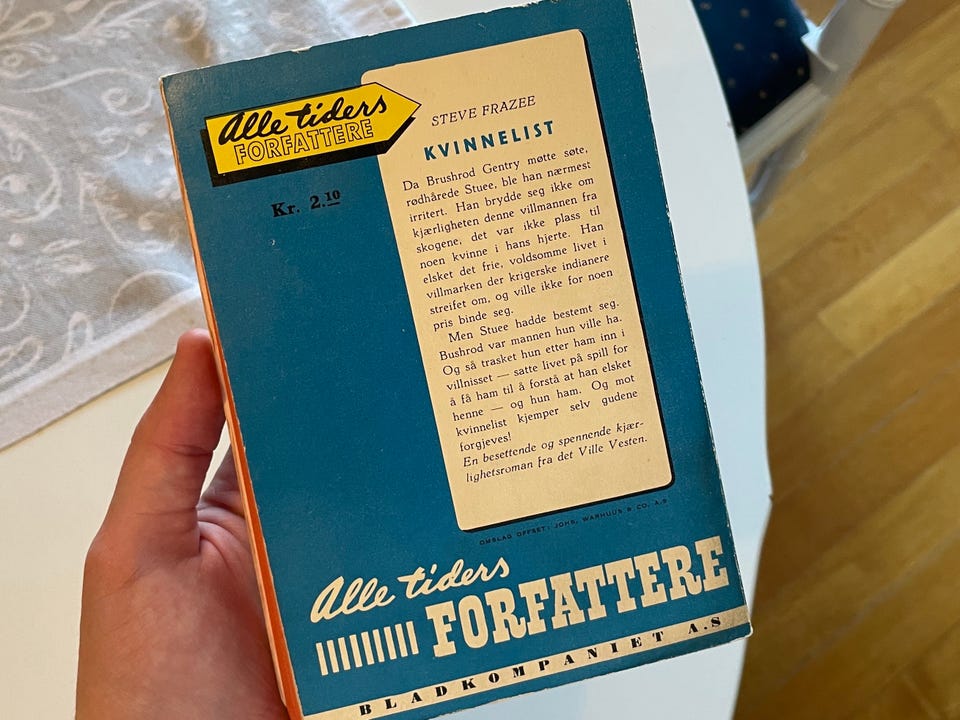 Alle tiders
FORFATTERE
Kr. 2.10
STEVE FRAZEE
KVINNELIST
Da Brushrod Gentry møtte søte,
rødhårede Stuee, ble han nærmest
irritert. Han brydde seg ikke om
kjærligheten denne villmannen fra
skogene, det var ikke plass til
noen kvinne i hans hjerte. Han
elsket det frie, voldsomme livet i
villmarken der krigerske indianere
streifet om, og ville ikke for noen
pris binde seg.
Men Stuee hadde bestemt seg.
Bushrod var mannen hun ville ha.
Og så trasket hun etter ham inn i
villnisset — satte livet på spill for
å få ham til å forstå at han elsket
henne — og hun ham. Og mot
kvinnelist kjemper selv gudene
forgjeves!
En besettende og spennende kjær-
lighetsroman fra det Ville Vesten.
OMSLAG OFFSET: JOHS. WARHUUS & CO. A.S
Alle tiders
FORFATTERE
BLADKOMPANIET A.S